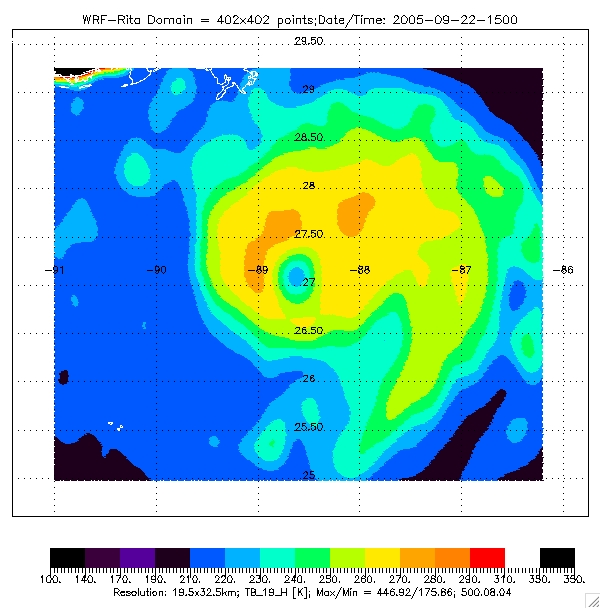 WRF-Rita Domain = 402x402 points;Date/Time: 2005-09-22-1500
29.50
29
28.50
28
27.50
-91 -90 -89 -88 -87 -86
27
26.50
26
25.50
25
100. 140. 170. 190. 210. 220. 230. 240. 250. 260. 270. 280. 290. 310. 350. 350.
Resolution: 19.5x32.5km; TB_19_H [K]; Max/Min = 446.92/175.66; 500.08.04